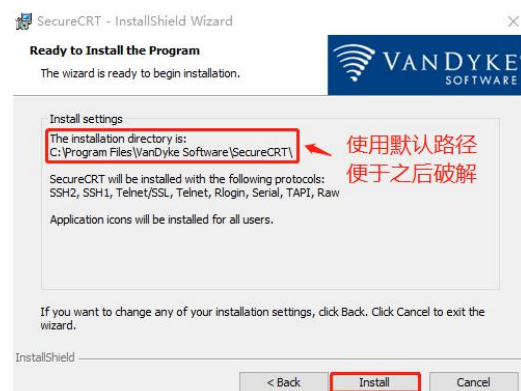 SecureCRT - InstallShield Wizard
Ready to Install the Program
The wizard is ready to begin installation.
VANDYKE®
SOFTWARE
Install settings
The installation directory is:
C:\Program Files\VanDyke Software\SecureCRT\
使用默认路径
便于之后破解
SecureCRT will be installed with the following protocols:
SSH2, SSH1, Telnet/SSL, Telnet, Rlogin, Serial, TAPI, Raw
Application icons will be installed for all users.
If you want to change any of your installation settings, click Back. Click Cancel to exit the
wizard.
InstallShield
< Back
Install
Cancel